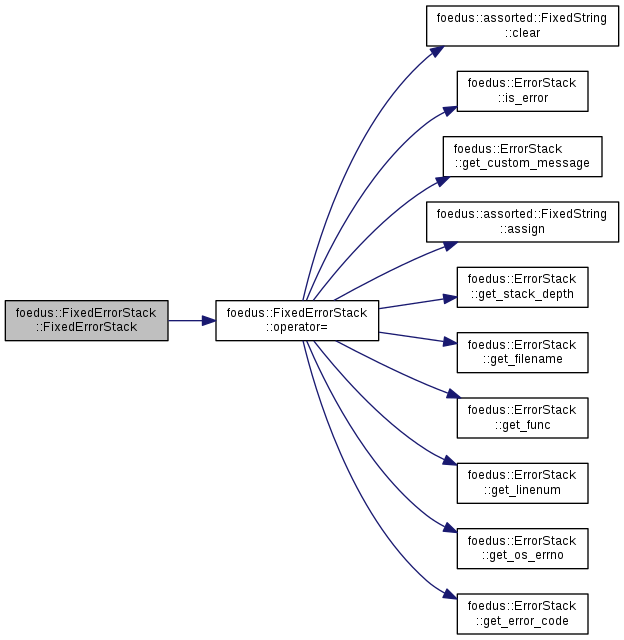 foedus::FixedErrorStack
::FixedErrorStack
foedus::FixedErrorStack
::operator=
foedus::assorted::FixedString
::clear
foedus::ErrorStack
::is_error
foedus::ErrorStack
::get_custom_message
foedus::assorted::FixedString
::assign
foedus::ErrorStack
::get_stack_depth
foedus::ErrorStack
::get_filename
foedus::ErrorStack
::get_func
foedus::ErrorStack
::get_linenum
foedus::ErrorStack
::get_os_errno
foedus::ErrorStack
::get_error_code